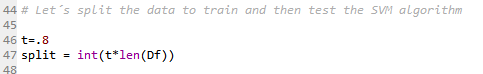 44 # Let´s split the data to train and then test the SVM algorithm
45
46 t=.8
47 split = int(t*len(Df))
48